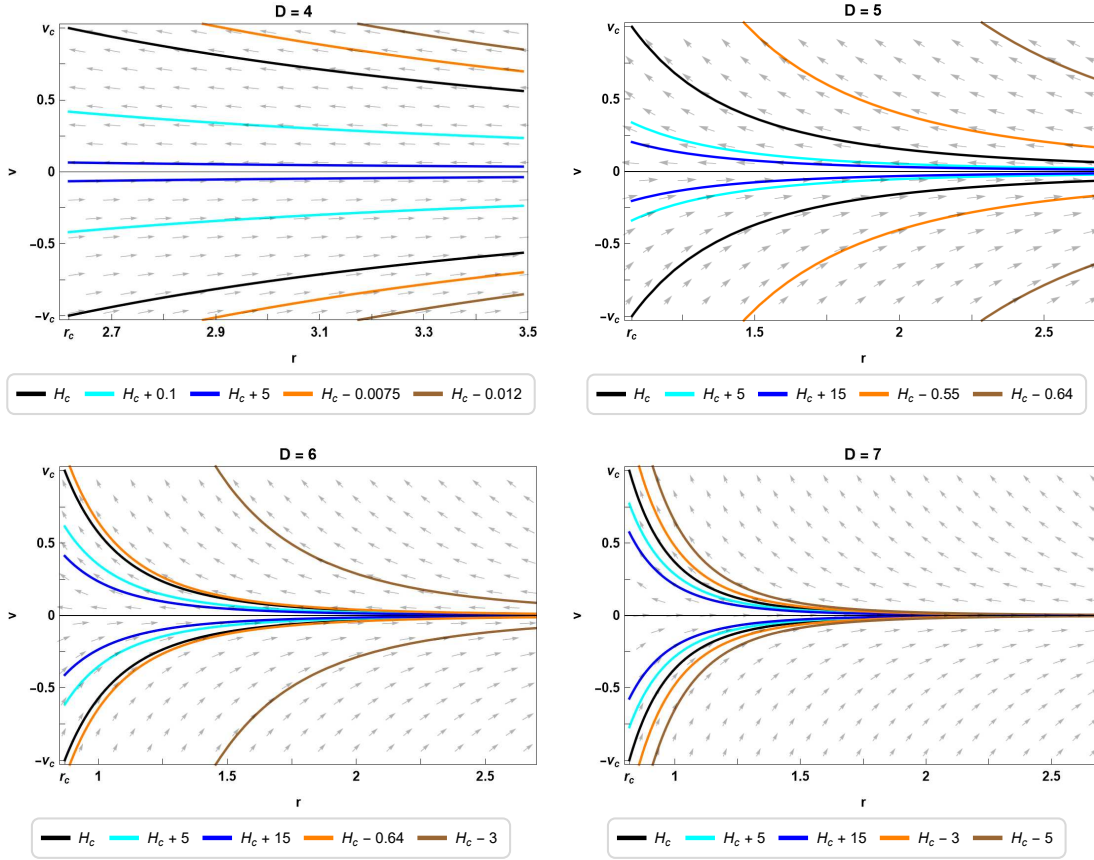 D = 4
v_c
0.5
v
0
-0.5
-v_c
r_c 2.7 2.9 3.1 3.3 3.5
r
H_c H_c + 0.1 H_c + 5 H_c - 0.0075 H_c - 0.012
D = 5
v_c
0.5
v
0
-0.5
-v_c
r_c 1.5 2 2.5
r
H_c H_c + 5 H_c + 15 H_c - 0.55 H_c - 0.64
D = 6
v_c
0.5
v
0
-0.5
-v_c
r_c 1 1.5 2 2.5
r
H_c H_c + 5 H_c + 15 H_c - 0.64 H_c - 3
D = 7
v_c
0.5
v
0
-0.5
-v_c
r_c 1 1.5 2 2.5
r
H_c H_c + 5 H_c + 15 H_c - 3 H_c - 5